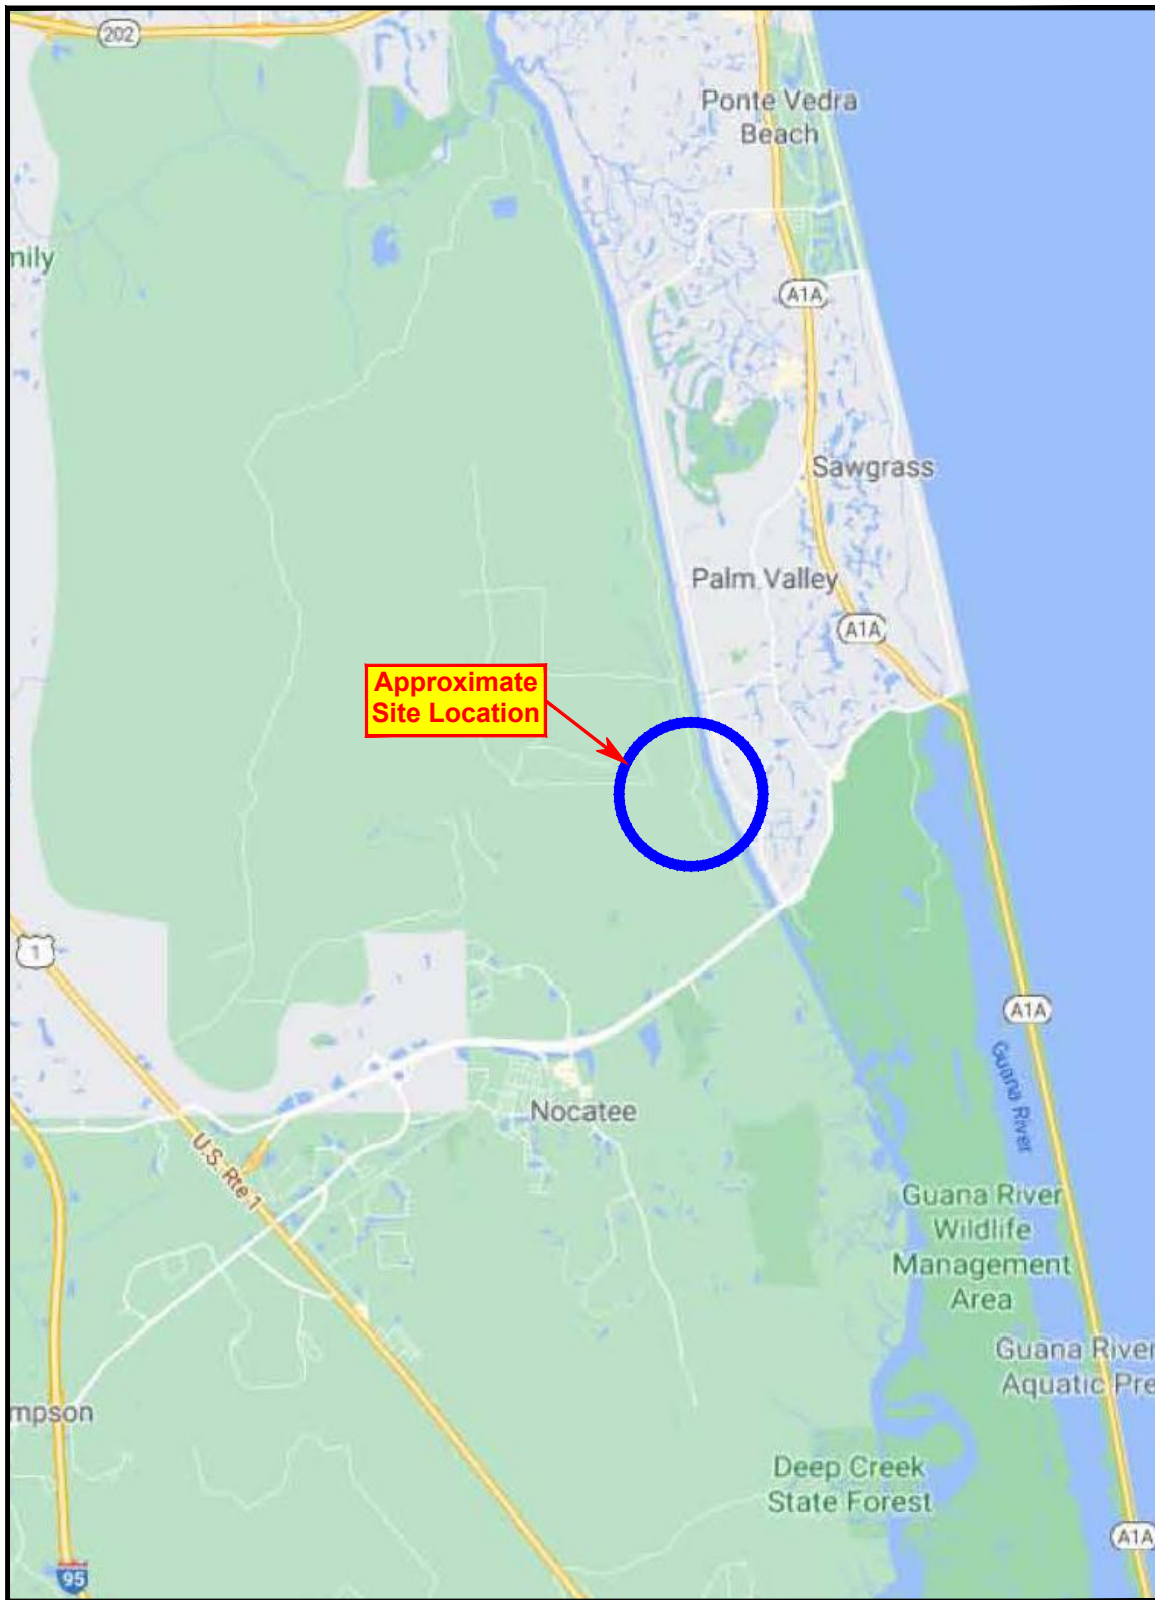 202
Ponte Vedra
Beach
mily
A1A
Sawgrass
Palm Valley
A1A
Approximate
Site Location
1
A1A
Guana River
Nocatee
U.S. Rte 1
Guana River
Wildlife
Management
Area
Guana River
Aquatic Pre
mpson
Deep Creek
State Forest
A1A
95